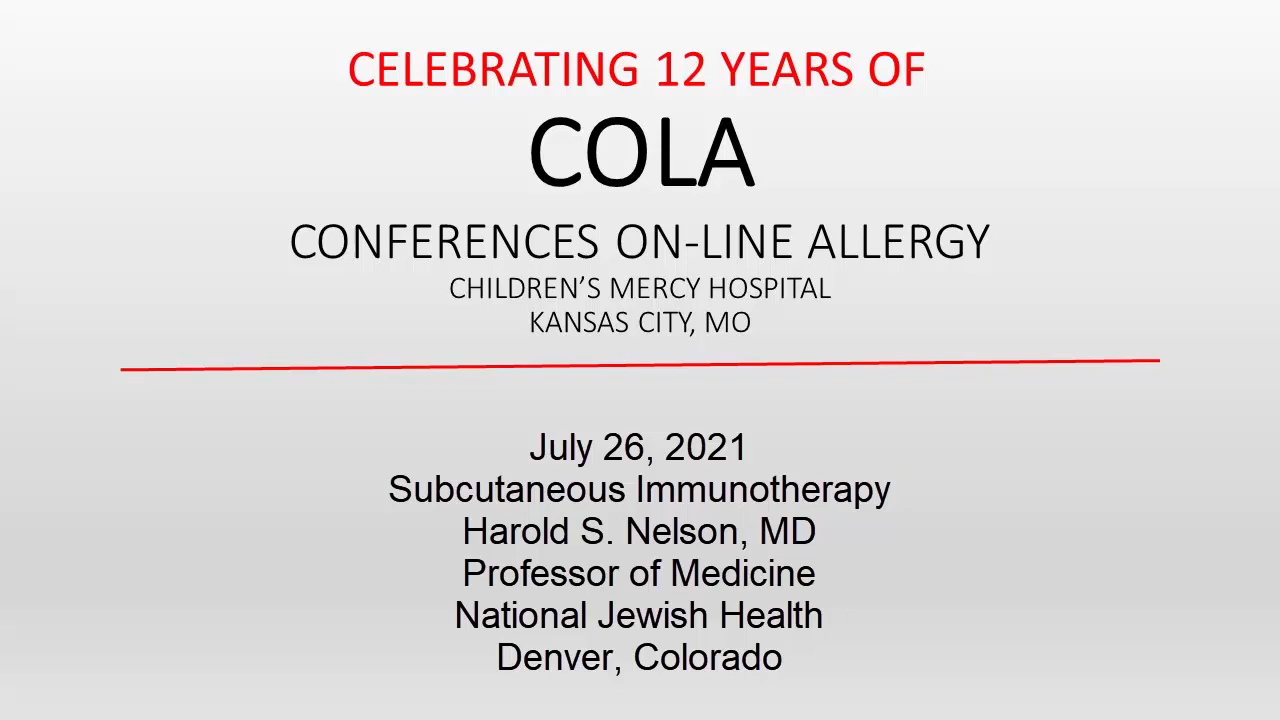 CELEBRATING 12 YEARS OF
COLA
CONFERENCES ON-LINE ALLERGY
CHILDREN'S MERCY HOSPITAL
KANSAS CITY, MO
July 26, 2021
Subcutaneous Immunotherapy
Harold S. Nelson, MD
Professor of Medicine
National Jewish Health
Denver, Colorado